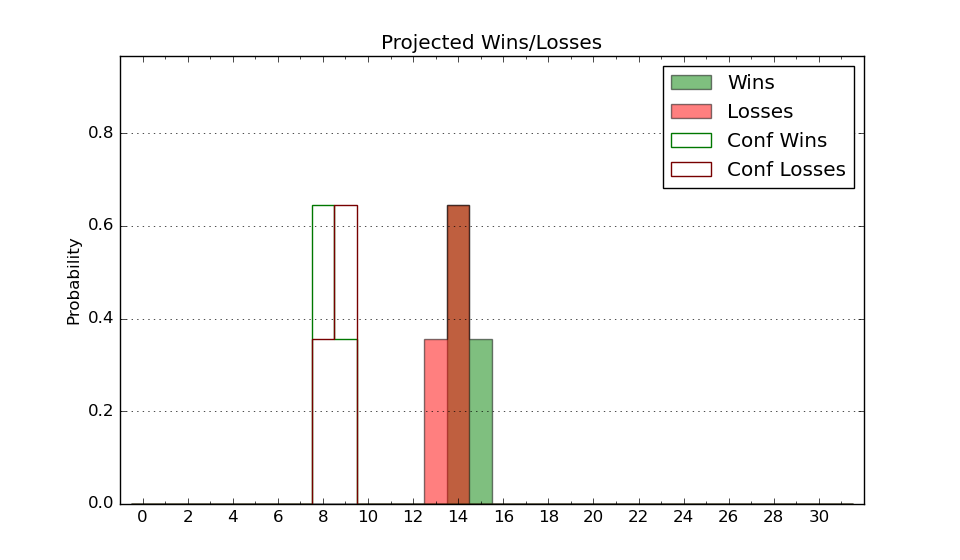 Projected Wins/Losses
Wins
Losses
Conf Wins
Conf Losses
Probability
0.8
0.6
0.4
0.2
0.0
0 2 4 6 8 10 12 14 16 18 20 22 24 26 28 30